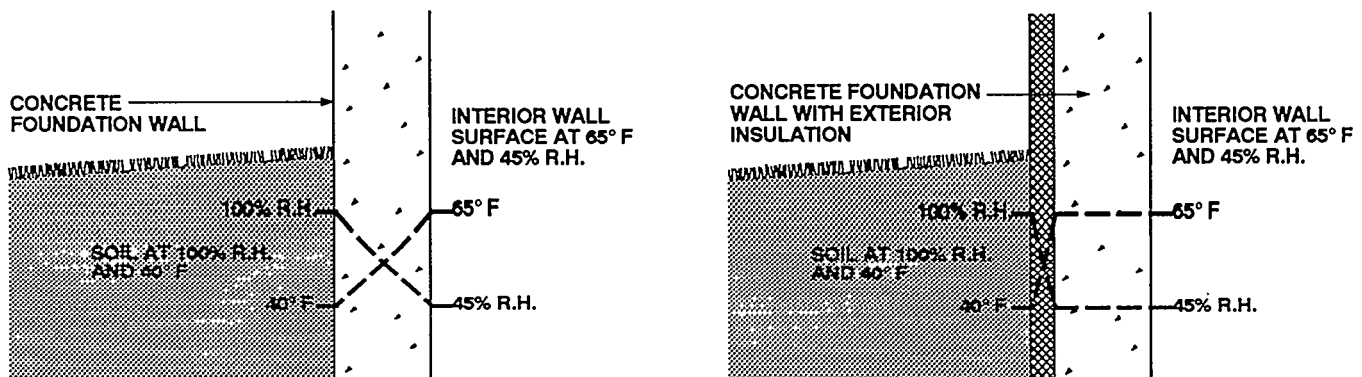 CONCRETE
FOUNDATION WALL
INTERIOR WALL
SURFACE AT 65° F
AND 45% R.H.
100% R.H.
65° F
SOIL AT 100% R.H.
AND 40° F
40° F
45% R.H.
CONCRETE FOUNDATION
WALL WITH EXTERIOR
INSULATION
INTERIOR WALL
SURFACE AT 65° F
AND 45% R.H.
100% R.H.
65° F
SOIL AT 100% R.H.
AND 40° F
40° F
45% R.H.